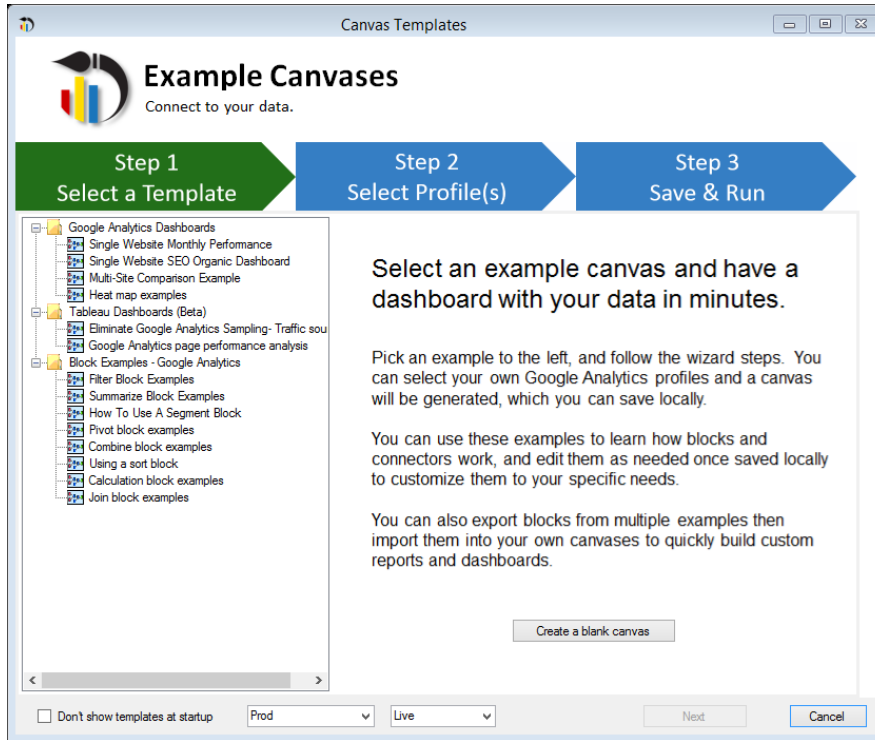 Canvas Templates
Example Canvases
Connect to your data.
Step 1
Select a Template
Step 2
Select Profile(s)
Step 3
Save & Run
Google Analytics Dashboards
Single Website Monthly Performance
Single Website SEO Organic Dashboard
Multi-Site Comparison Example
Heat map examples
Tableau Dashboards (Beta)
Eliminate Google Analytics Sampling- Traffic sou
Google Analytics page performance analysis
Block Examples - Google Analytics
Filter Block Examples
Summarize Block Examples
How To Use A Segment Block
Pivot block examples
Combine block examples
Using a sort block
Calculation block examples
Join block examples
Select an example canvas and have a
dashboard with your data in minutes.
Pick an example to the left, and follow the wizard steps. You
can select your own Google Analytics profiles and a canvas
will be generated, which you can save locally.
You can use these examples to learn how blocks and
connectors work, and edit them as needed once saved locally
to customize them to your specific needs.
You can also export blocks from multiple examples then
import them into your own canvases to quickly build custom
reports and dashboards.
Create a blank canvas
Don't show templates at startup
Prod
Live
Next
Cancel